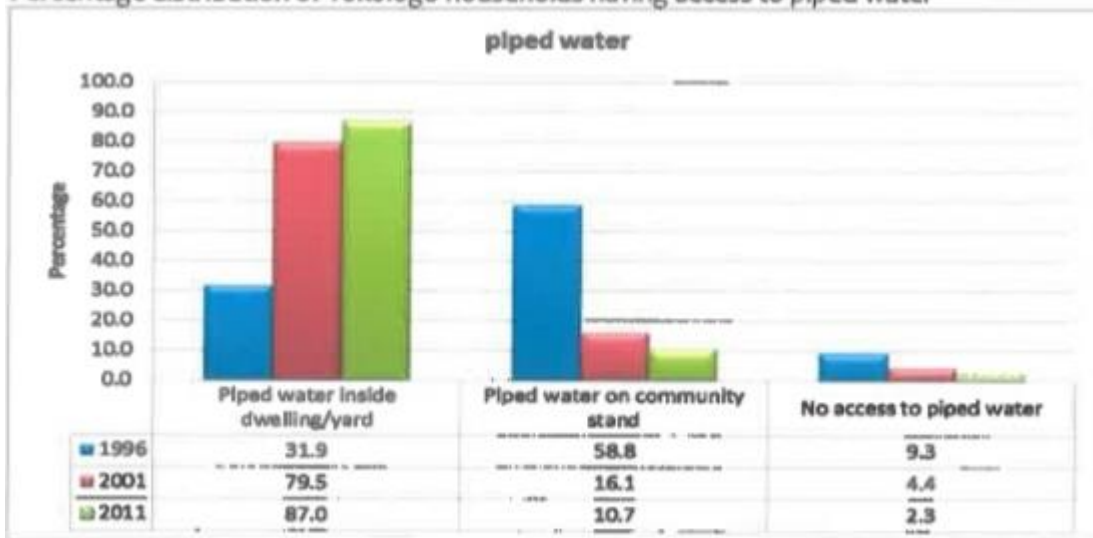 piped water
Percentage
100.0
90.0
80.0
70.0
60.0
50.0
40.0
30.0
20.0
10.0
0.0
Piped water inside dwelling/yard
Piped water on community stand
No access to piped water
1996 31.9 58.8 9.3
2001 79.5 16.1 4.4
2011 87.0 10.7 2.3